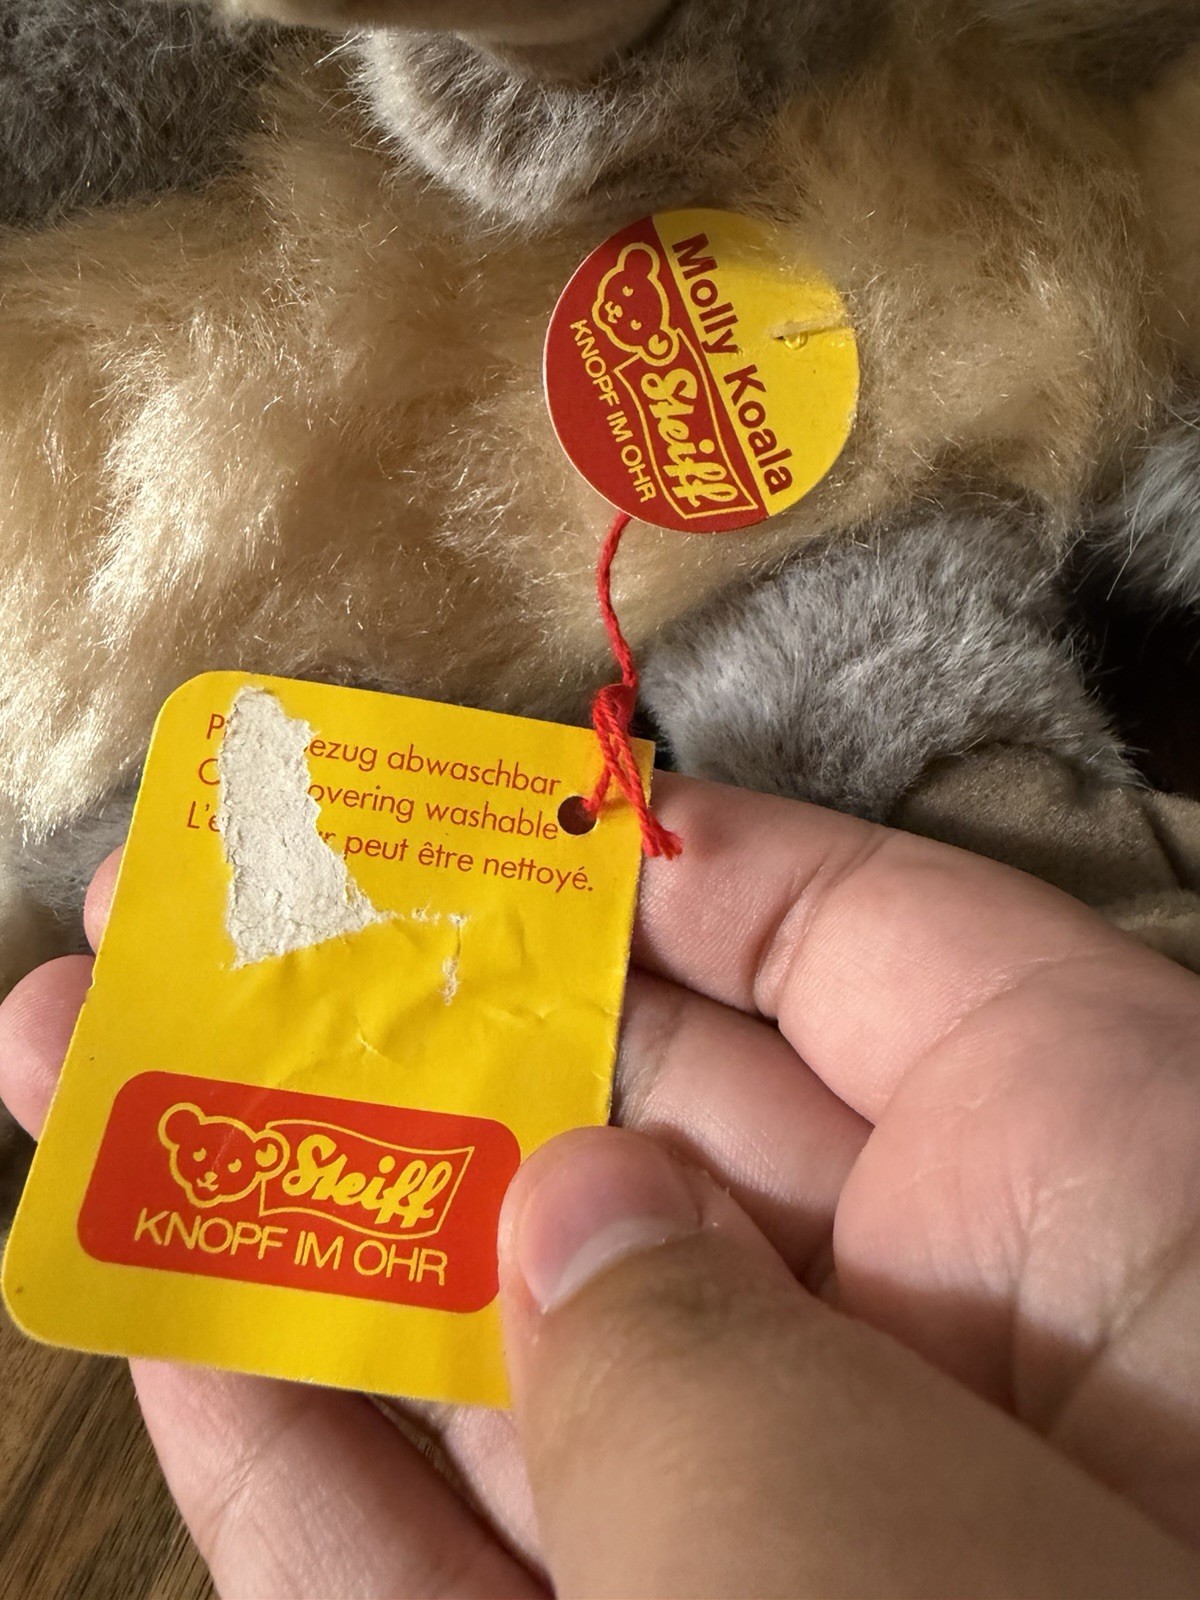 Molly Koala
Steiff
KNOPF IM OHR
ezug abwaschbar
overing washable
peut être nettoyé.
Steiff
KNOPF IM OHR